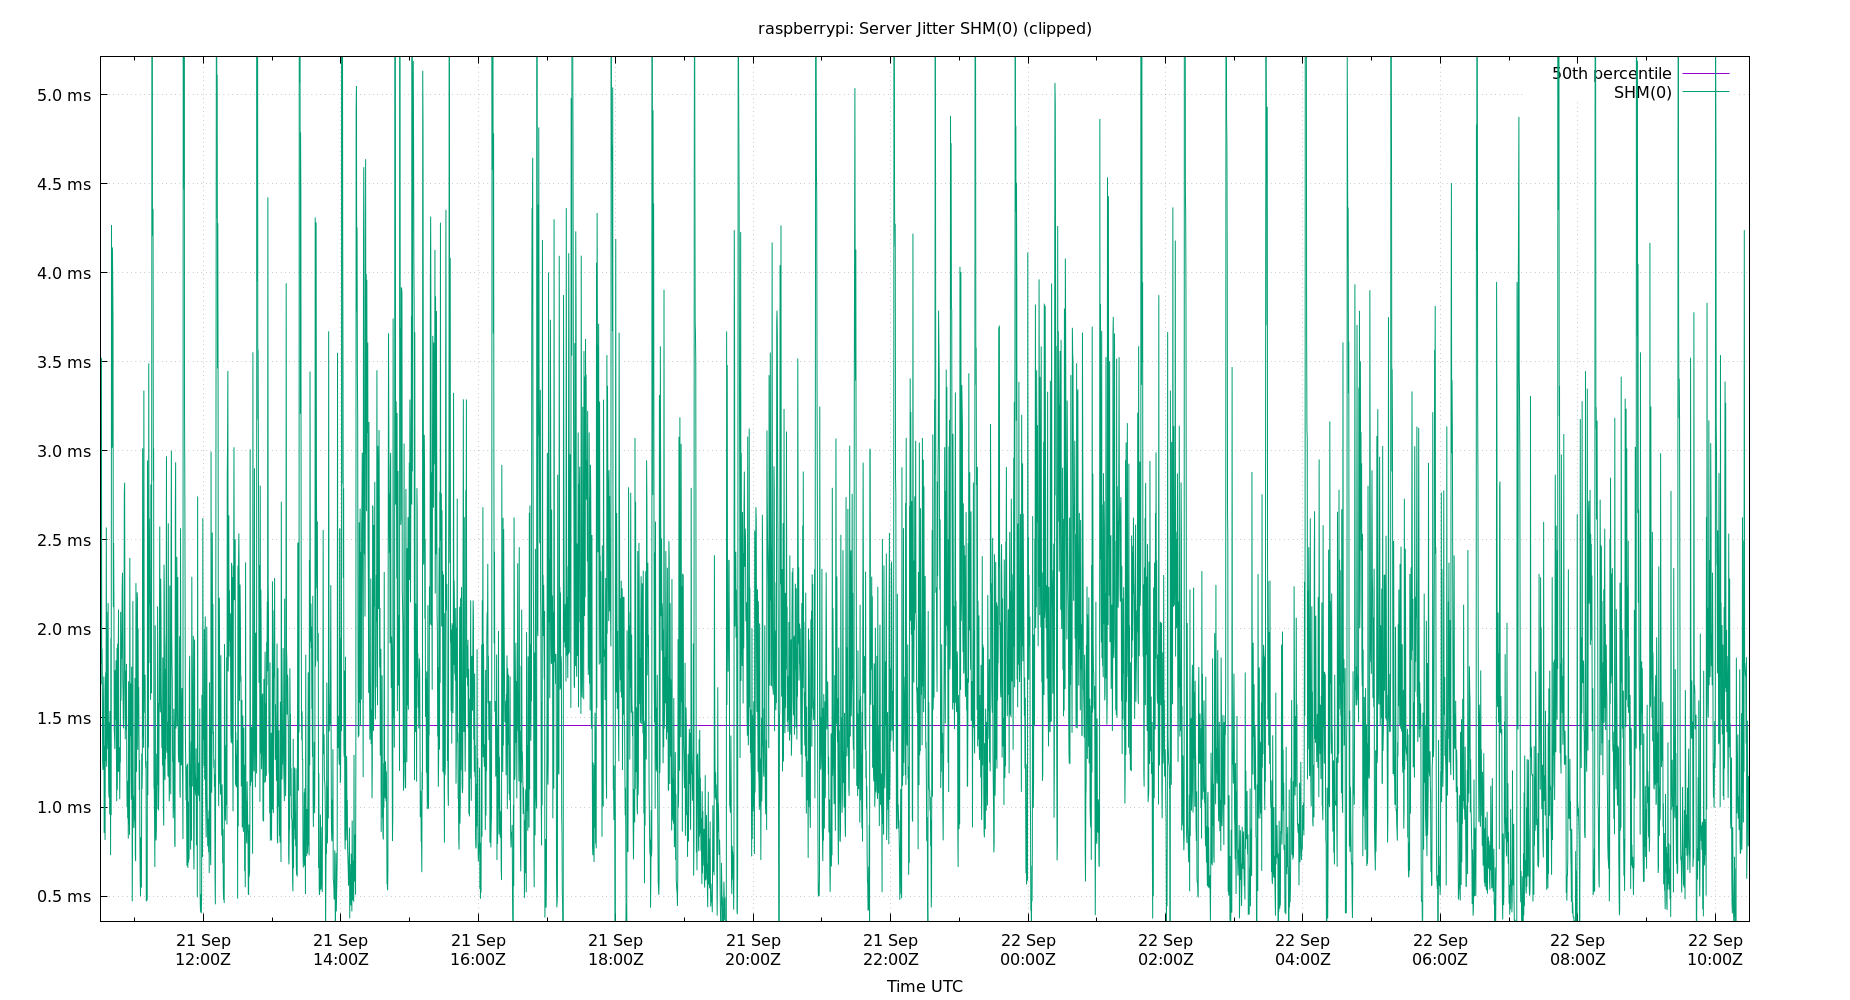 raspberrypi: Server Jitter SHM(0) (clipped)
50th percentile
SHM(0)
5.0 ms
4.5 ms
4.0 ms
3.5 ms
3.0 ms
2.5 ms
2.0 ms
1.5 ms
1.0 ms
0.5 ms
21 Sep 21 Sep 21 Sep 21 Sep 21 Sep 21 Sep 22 Sep 22 Sep 22 Sep 22 Sep 22 Sep 22 Sep
12:00Z 14:00Z 16:00Z 18:00Z 20:00Z 22:00Z 00:00Z 02:00Z 04:00Z 06:00Z 08:00Z 10:00Z
Time UTC